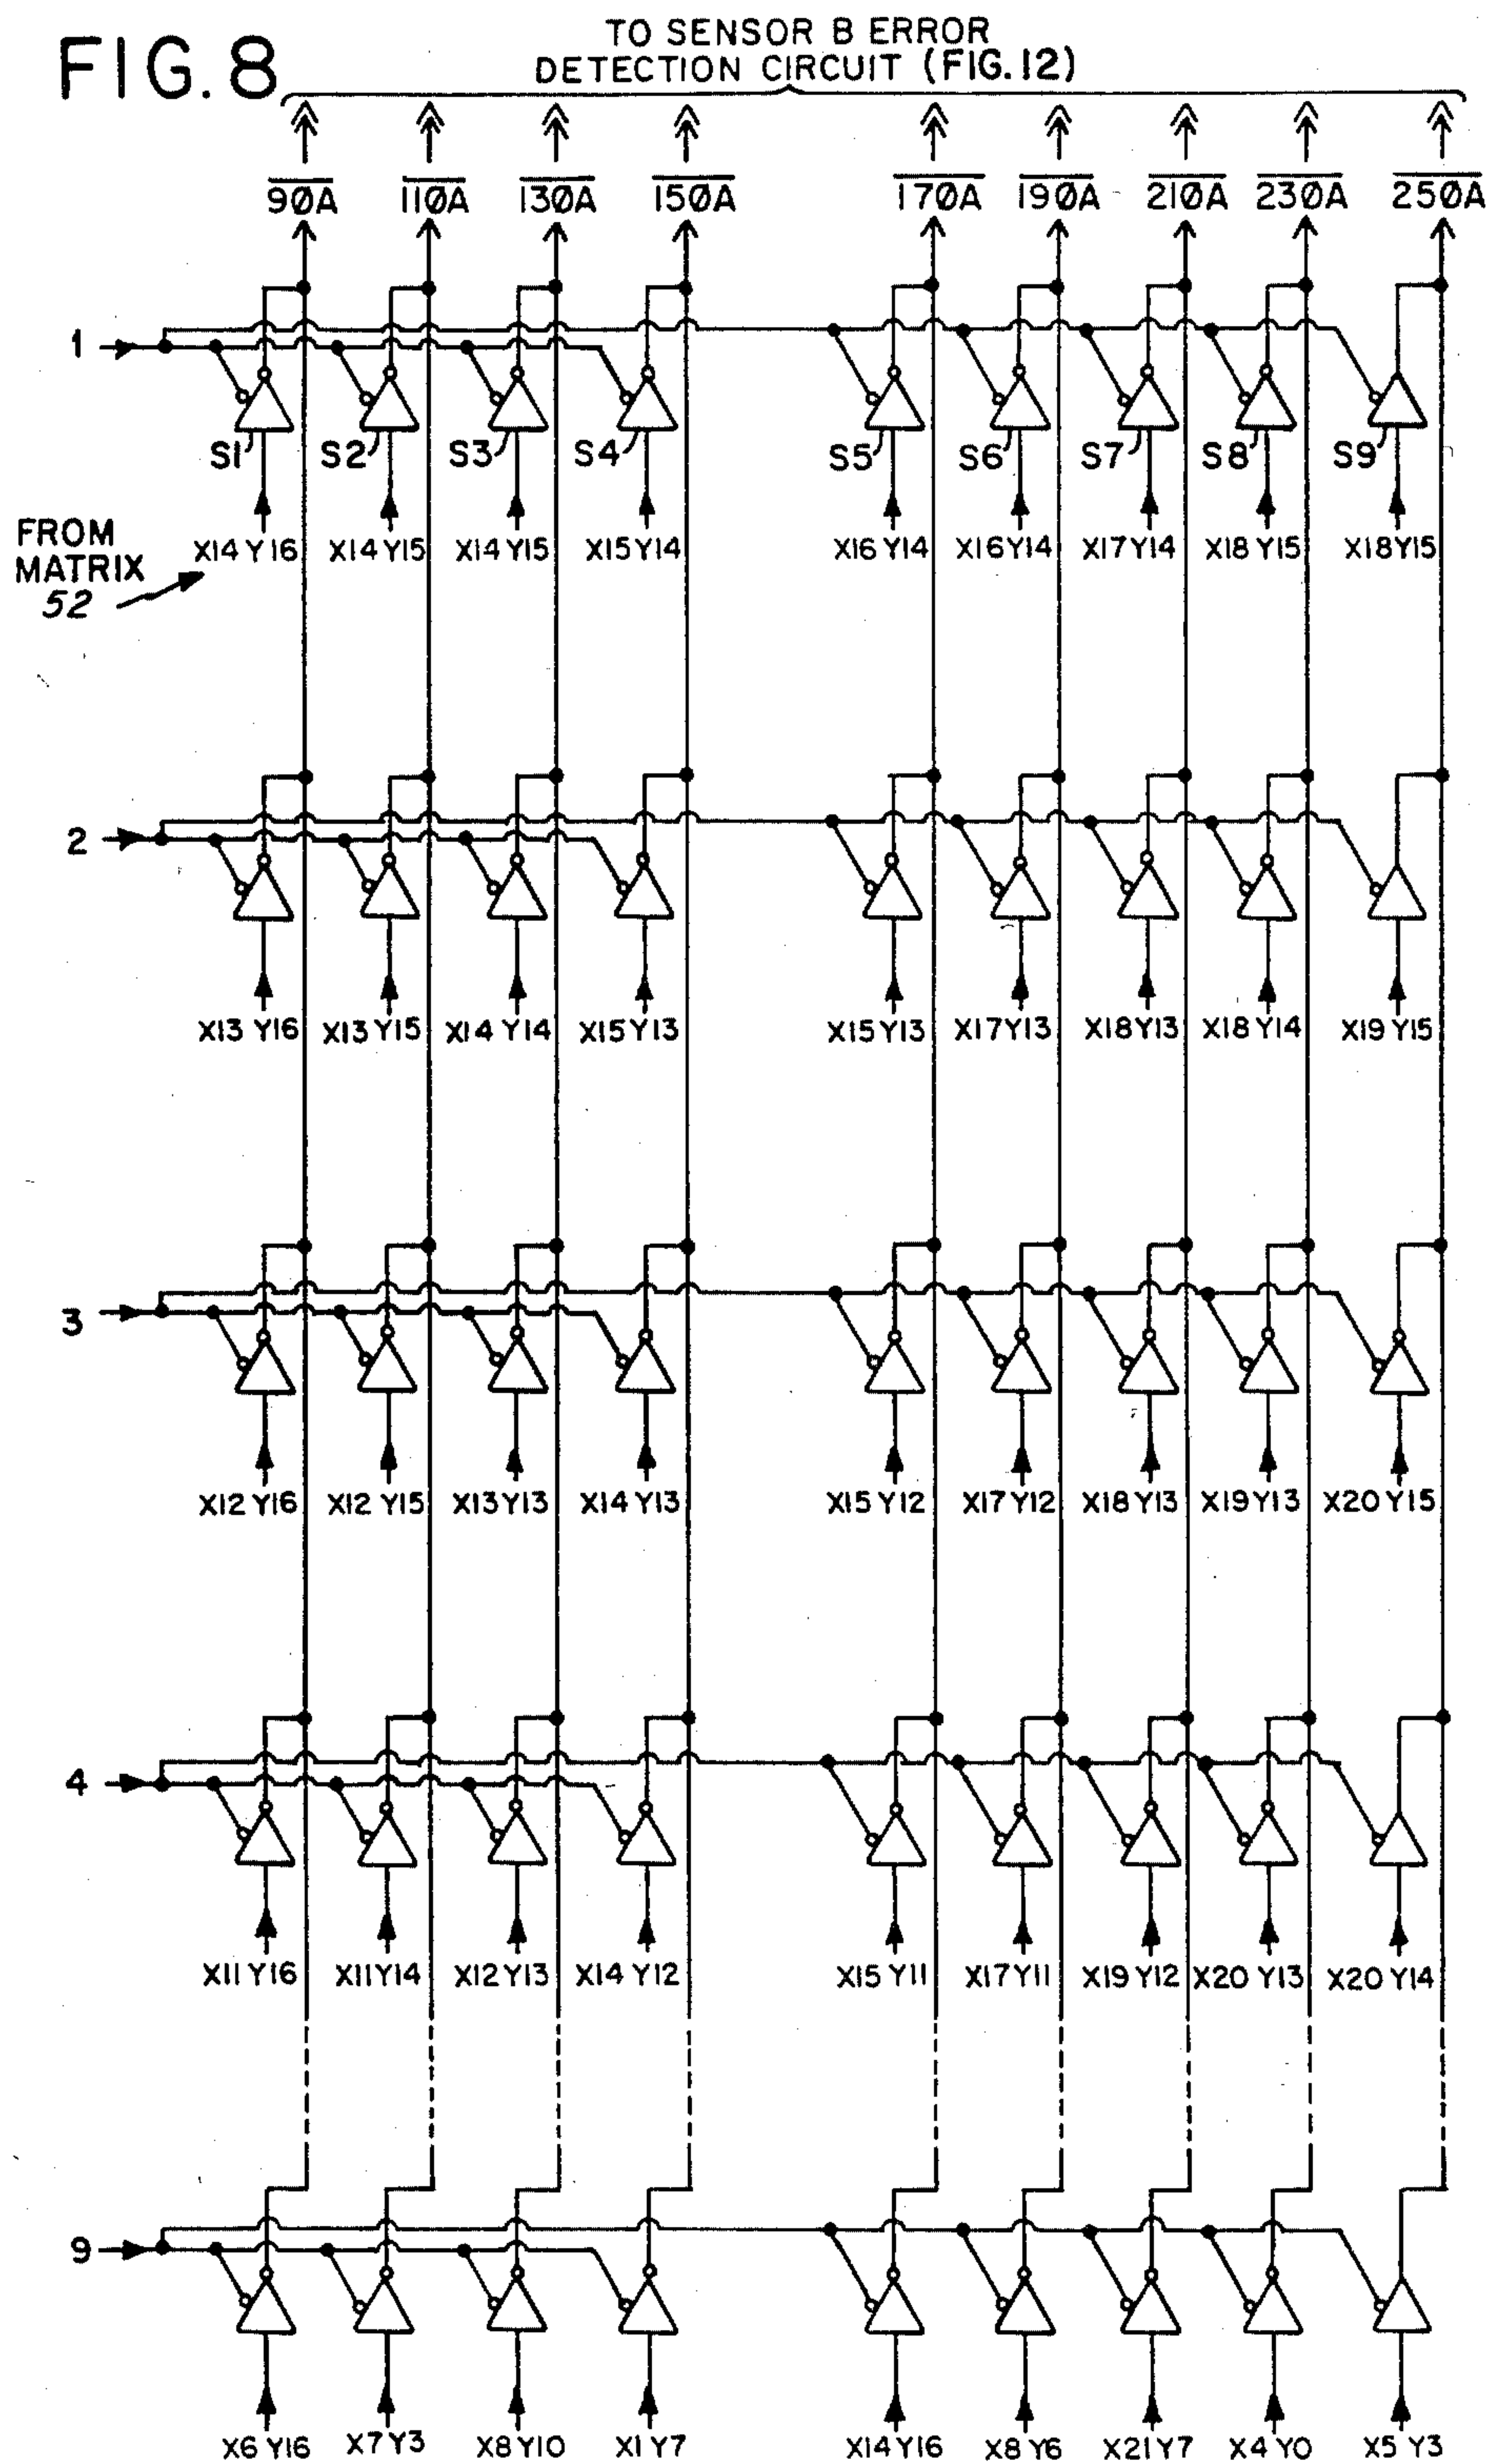 FIG. 8
TO SENSOR B ERROR
DETECTION CIRCUIT (FIG. 12)
90A 110A 130A 150A 170A 190A 210A 230A 250A
1
S1 S2 S3 S4 S5 S6 S7 S8 S9
FROM
MATRIX
52
X14 Y16 X14 Y15 X14 Y15 X15 Y14 X16 Y14 X16 Y14 X17 Y14 X18 Y15 X18 Y15
2
X13 Y16 X13 Y15 X14 Y14 X15 Y13 X15 Y13 X17 Y13 X18 Y13 X18 Y14 X19 Y15
3
X12 Y16 X12 Y15 X13 Y13 X14 Y13 X15 Y12 X17 Y12 X18 Y13 X19 Y13 X20 Y15
4
X11 Y16 X11 Y14 X12 Y13 X14 Y12 X15 Y11 X17 Y11 X19 Y12 X20 Y13 X20 Y14
9
X6 Y16 X7 Y3 X8 Y10 X1 Y7 X14 Y16 X8 Y6 X21 Y7 X4 Y0 X5 Y3